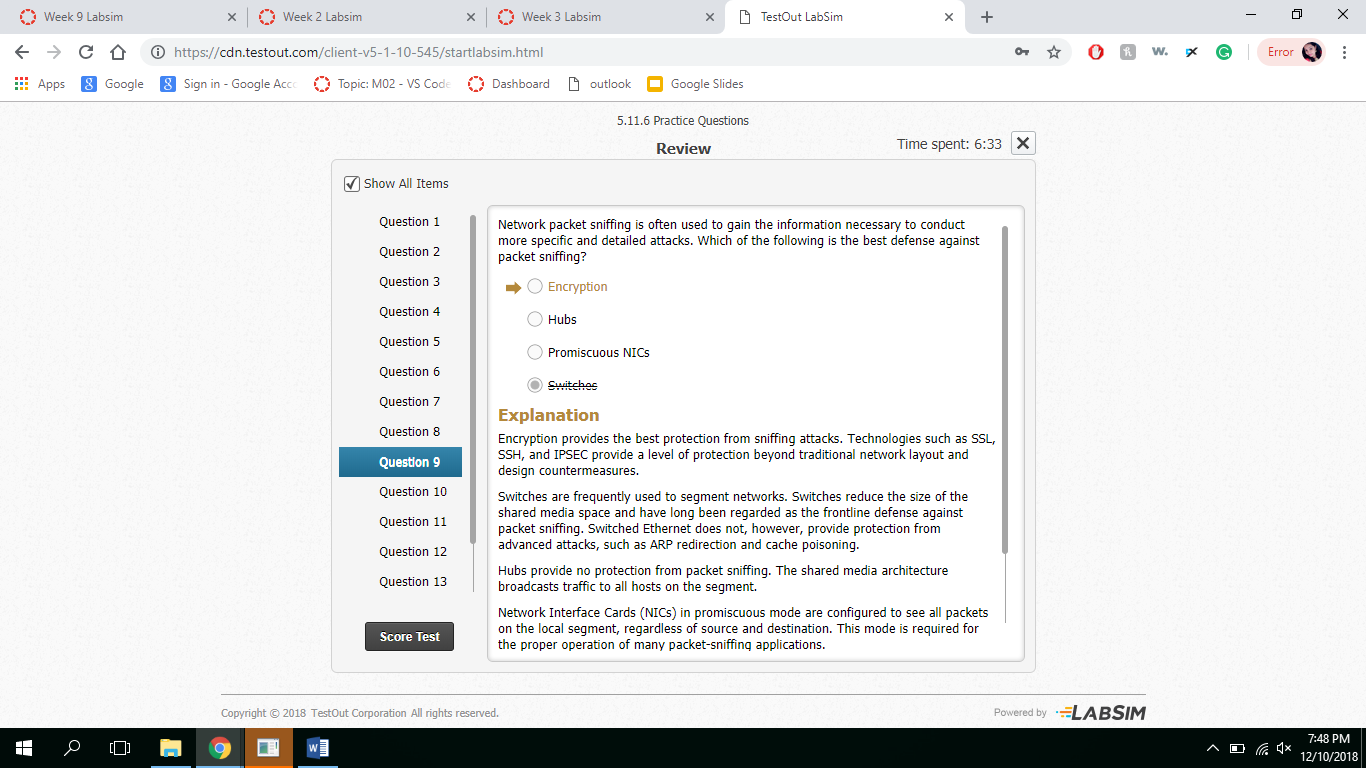 Week 9 Labsim
Week 2 Labsim
Week 3 Labsim
TestOut LabSim
https://cdn.testout.com/client-v5-1-10-545/startlabsim.html
Error
Apps
Google
Sign in - Google Acco
Topic: M02 - VS Code
Dashboard
outlook
Google Slides
5.11.6 Practice Questions
Review
Time spent: 6:33
Show All Items
Question 1
Question 2
Question 3
Question 4
Question 5
Question 6
Question 7
Question 8
Question 9
Question 10
Question 11
Question 12
Question 13
Score Test
Network packet sniffing is often used to gain the information necessary to conduct
more specific and detailed attacks. Which of the following is the best defense against
packet sniffing?
Encryption
Hubs
Promiscuous NICs
Switches
Explanation
Encryption provides the best protection from sniffing attacks. Technologies such as SSL,
SSH, and IPSEC provide a level of protection beyond traditional network layout and
design countermeasures.
Switches are frequently used to segment networks. Switches reduce the size of the
shared media space and have long been regarded as the frontline defense against
packet sniffing. Switched Ethernet does not, however, provide protection from
advanced attacks, such as ARP redirection and cache poisoning.
Hubs provide no protection from packet sniffing. The shared media architecture
broadcasts traffic to all hosts on the segment.
Network Interface Cards (NICs) in promiscuous mode are configured to see all packets
on the local segment, regardless of source and destination. This mode is required for
the proper operation of many packet-sniffing applications.
Copyright © 2018 TestOut Corporation All rights reserved.
Powered by LABSIM
7:48 PM
12/10/2018